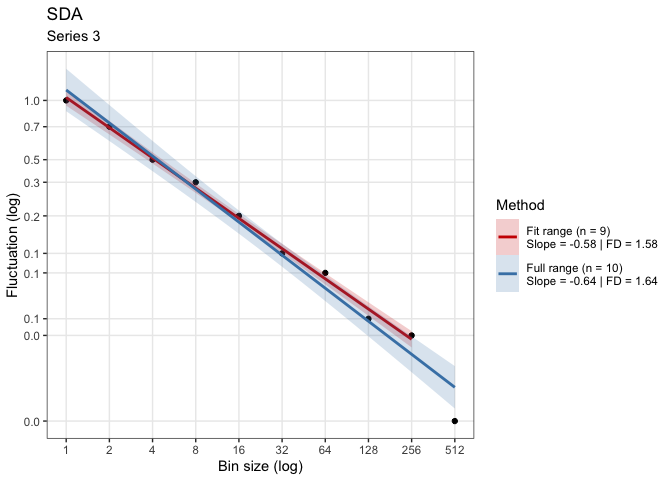 SDA
Series 3
Fluctuation (log)
1.0
0.7
0.5
0.3
0.2
0.1
0.1
0.1
0.0
0.0
1 2 4 8 16 32 64 128 256 512
Bin size (log)
Method
Fit range (n = 9)
Slope = -0.58 | FD = 1.58
Full range (n = 10)
Slope = -0.64 | FD = 1.64